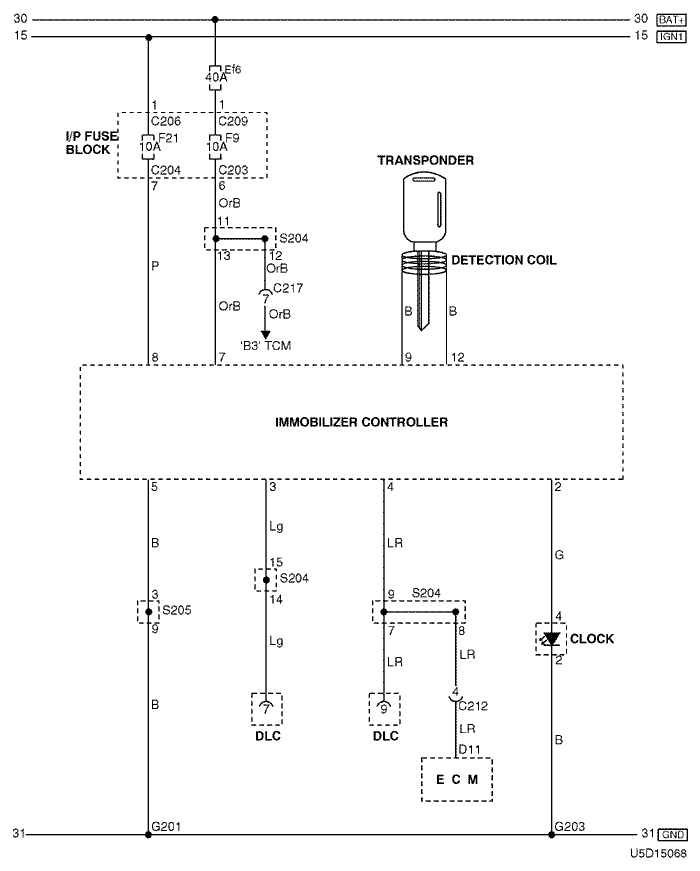 30 30 BAT+
15 15 IGN1
Ef6
40A
1 1
C206 C209
I/P FUSE
BLOCK
F21 F9
10A 10A
C204 C203
7 6
OrB
11
S204
13 12
OrB
C217
7
P OrB OrB
'B3' TCM
TRANSPONDER
DETECTION COIL
B B
8 7 9 12
IMMOBILIZER CONTROLLER
5 3 4 2
Lg
B LR G
15
S204
14
3
S205
9
9 S204
7 8
4
CLOCK
2
Lg LR LR
B
7
DLC
9
DLC
4
C212
LR
D11
E C M
B
G201 G203
31 31 GND
U5D15068